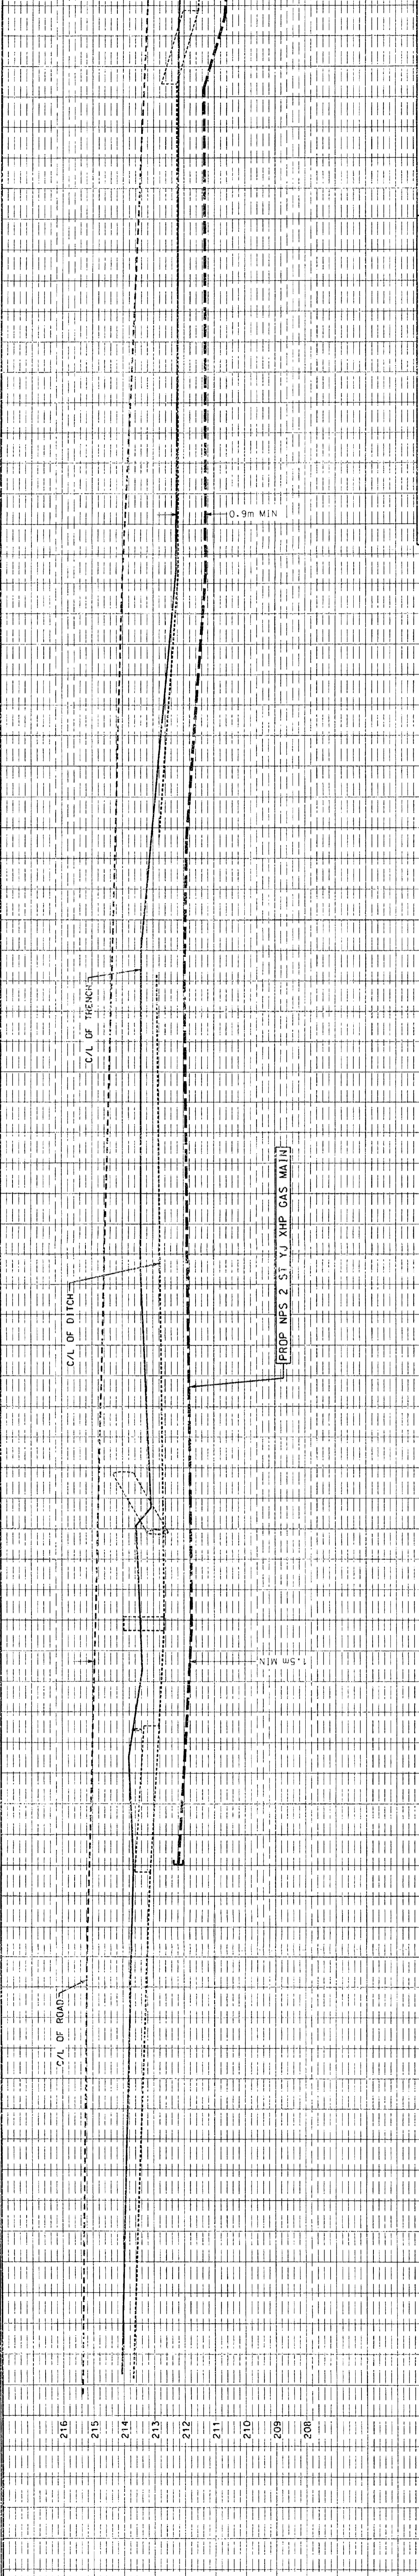 216
215
214
213
212
211
210
209
208
C/L OF ROAD
C/L OF DITCH
C/L OF TRENCH
1.5m MIN
PROP NPS 2 ST YJ XHP GAS MAIN
0.9m MIN